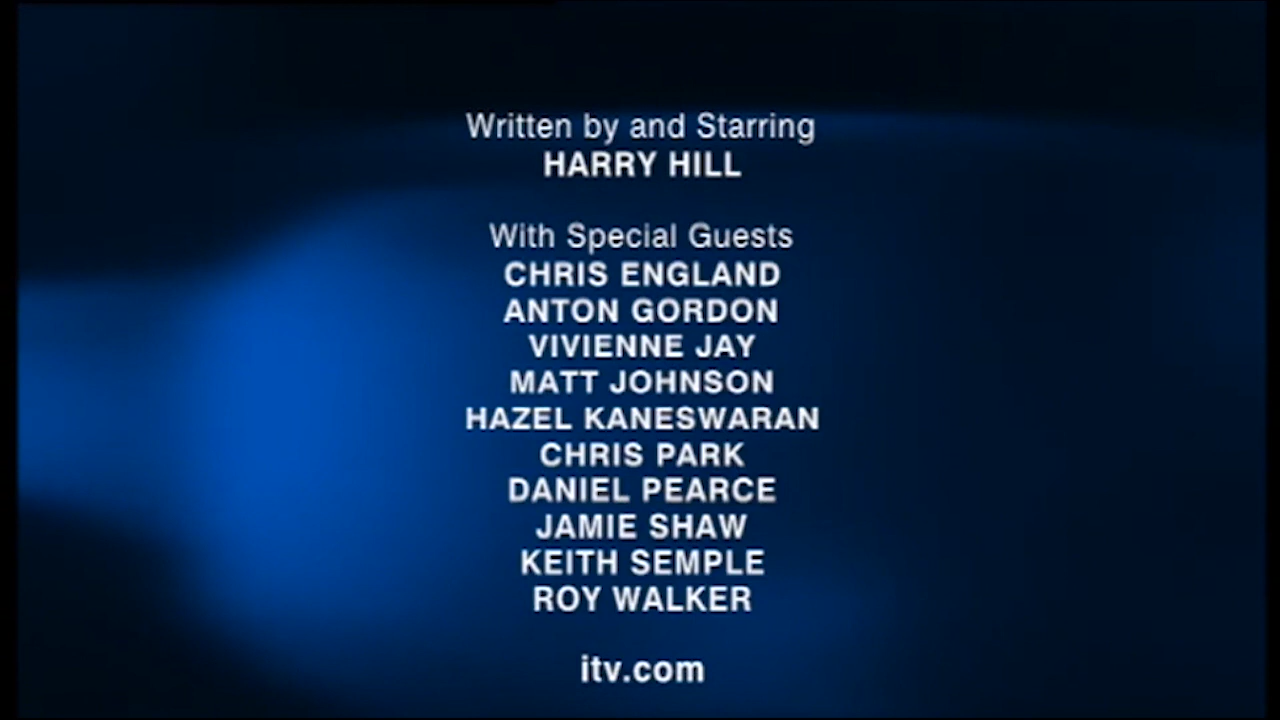 Written by and Starring
HARRY HILL
With Special Guests
CHRIS ENGLAND
ANTON GORDON
VIVIENNE JAY
MATT JOHNSON
HAZEL KANESWARAN
CHRIS PARK
DANIEL PEARCE
JAMIE SHAW
KEITH SEMPLE
ROY WALKER
itv.com